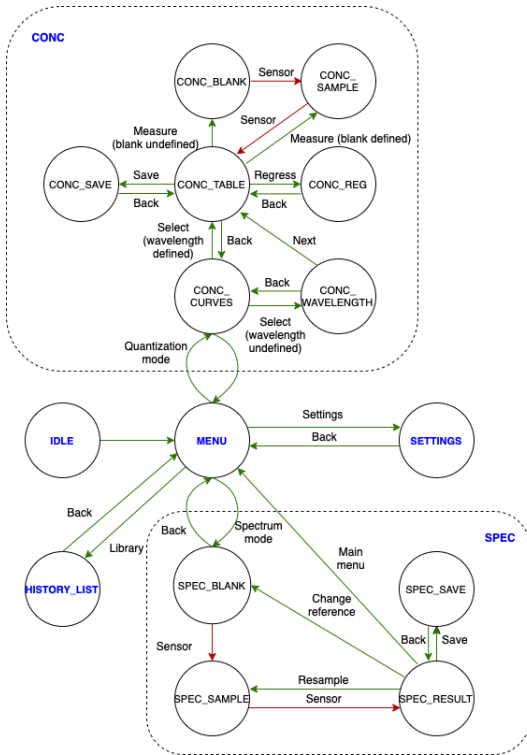 CONC
CONC_BLANK
Sensor
CONC_
SAMPLE
Sensor
Measure
(blank undefined)
Measure (blank defined)
CONC_SAVE
Save
Back
CONC_TABLE
Regress
Back
CONC_REG
Select
(wavelength
defined)
Back
Next
CONC_
CURVES
Back
CONC_
WAVELENGTH
Select
(wavelength
undefined)
Quantization
mode
IDLE
MENU
Settings
Back
SETTINGS
Back
Library
Back
Spectrum
mode
SPEC
HISTORY_LIST
SPEC_BLANK
Main
menu
Change
reference
SPEC_SAVE
Sensor
Back
Save
SPEC_SAMPLE
Resample
Sensor
SPEC_RESULT